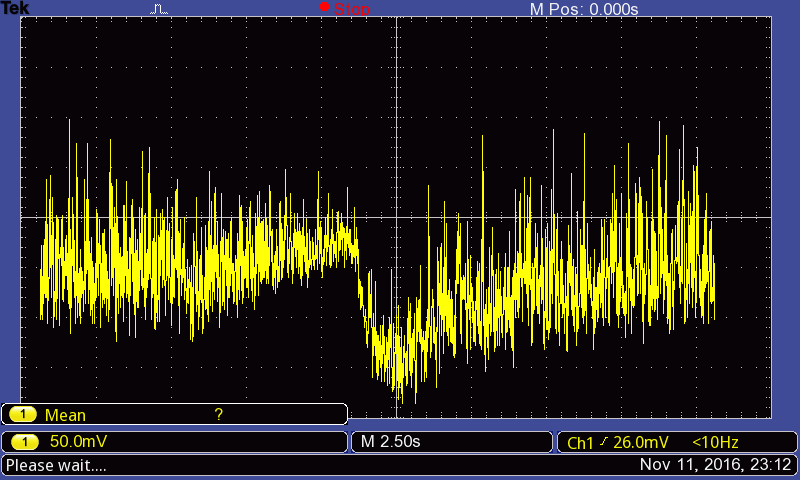 Tek Stop M Pos: 0.000s
1 Mean ?
1 50.0mV M 2.50s Ch1 26.0mV <10Hz
Please wait.... Nov 11, 2016, 23:12